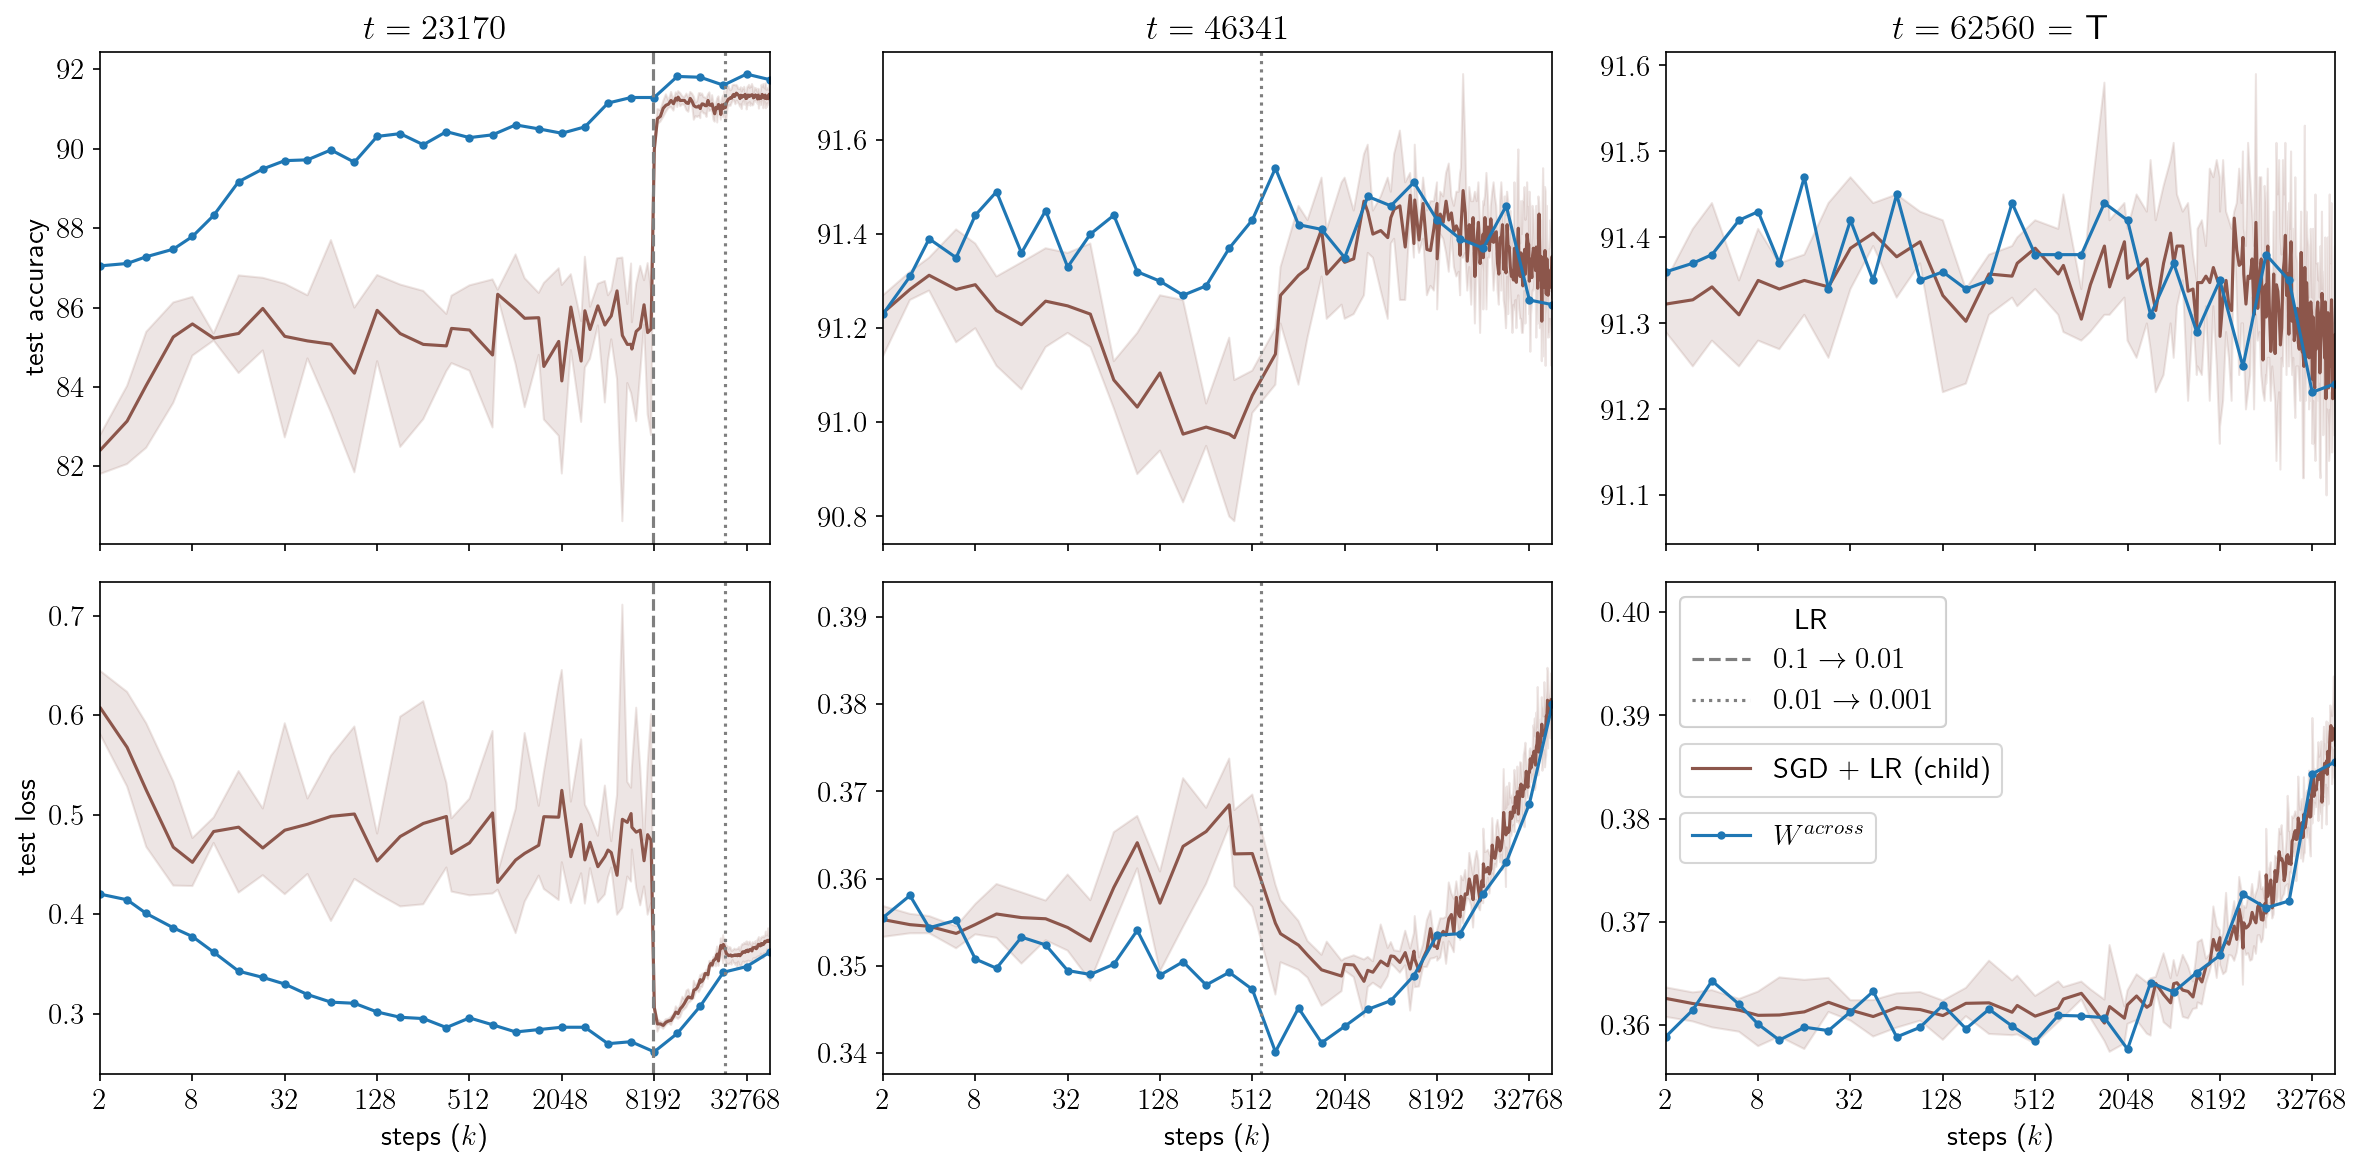 t = 23170
t = 46341
t = 62560 = T
test accuracy
92
90
88
86
84
82
91.6
91.4
91.2
91.0
90.8
91.6
91.5
91.4
91.3
91.2
91.1
test loss
0.7
0.6
0.5
0.4
0.3
0.39
0.38
0.37
0.36
0.35
0.34
0.40
0.39
0.38
0.37
0.36
LR
0.1 → 0.01
0.01 → 0.001
SGD + LR (child)
W^{across}
2 8 32 128 512 2048 8192 32768
2 8 32 128 512 2048 8192 32768
2 8 32 128 512 2048 8192 32768
steps (k)
steps (k)
steps (k)